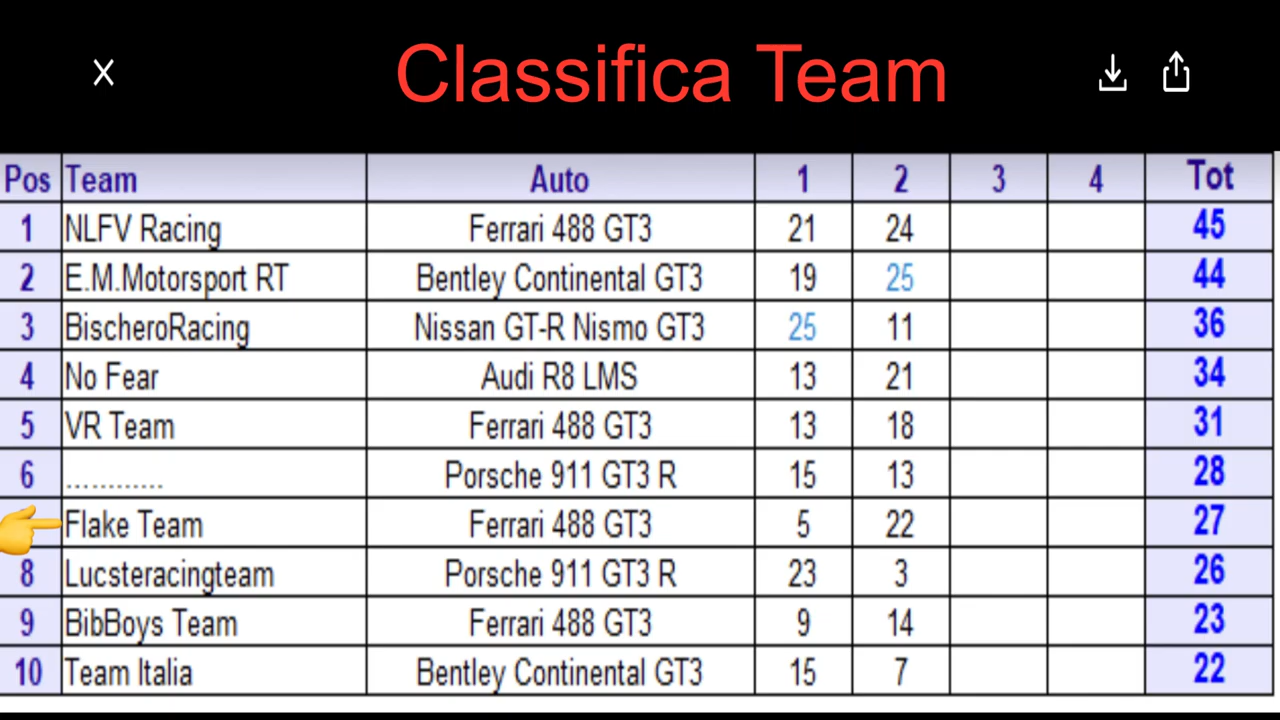 Classifica Team
Pos Team Auto 1 2 3 4 Tot
1 NLFV Racing Ferrari 488 GT3 21 24 45
2 E.M.Motorsport RT Bentley Continental GT3 19 25 44
3 BischeroRacing Nissan GT-R Nismo GT3 25 11 36
4 No Fear Audi R8 LMS 13 21 34
5 VR Team Ferrari 488 GT3 13 18 31
6 ........... Porsche 911 GT3 R 15 13 28
Flake Team Ferrari 488 GT3 5 22 27
8 Lucsteracingteam Porsche 911 GT3 R 23 3 26
9 BibBoys Team Ferrari 488 GT3 9 14 23
10 Team Italia Bentley Continental GT3 15 7 22